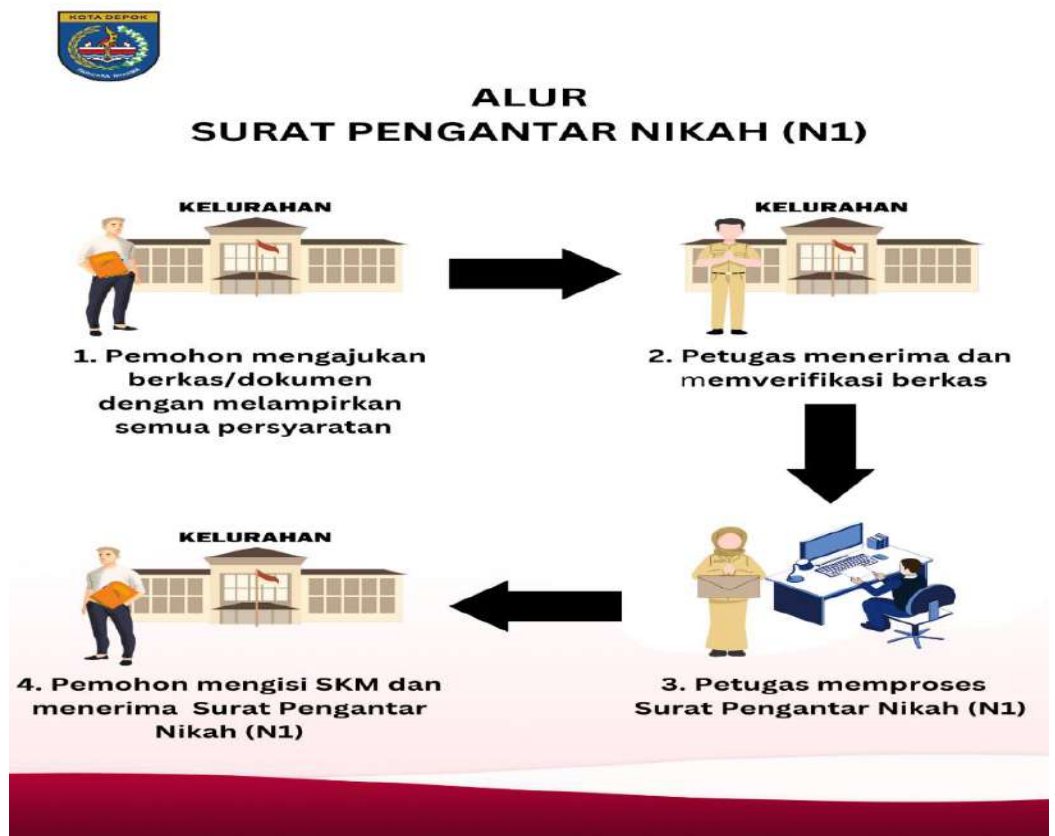 KOTA DEPOK
ALUR
SURAT PENGANTAR NIKAH (N1)
KELURAHAN
1. Pemohon mengajukan
berkas/dokumen
dengan melampirkan
semua persyaratan
KELURAHAN
2. Petugas menerima dan
memverifikasi berkas
3. Petugas memproses
Surat Pengantar Nikah (N1)
KELURAHAN
4. Pemohon mengisi SKM dan
menerima Surat Pengantar
Nikah (N1)